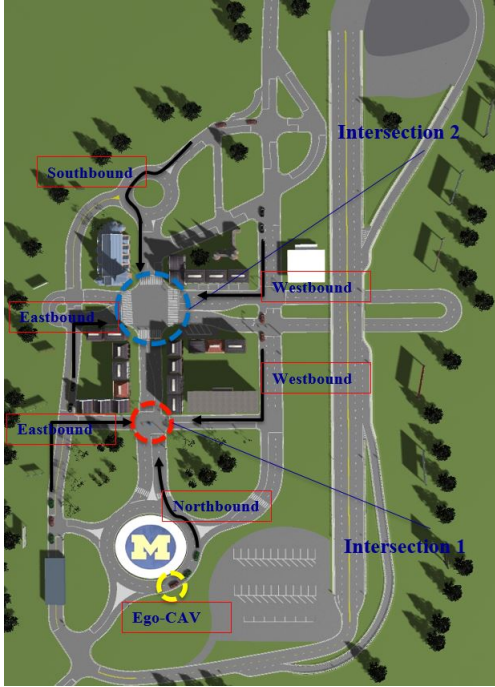 Intersection 2
Southbound
Westbound
Eastbound
Westbound
Eastbound
Northbound
M
Intersection 1
Ego-CAV